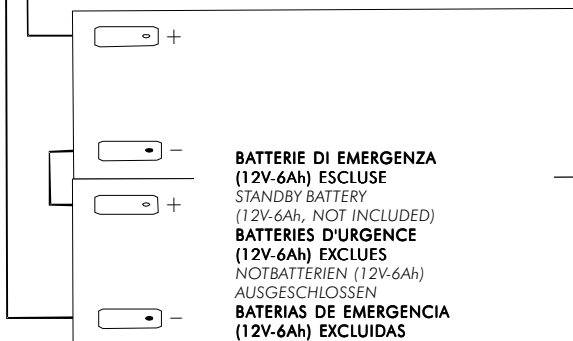 +
−
BATTERIE DI EMERGENZA
(12V-6Ah) ESCLUSE
STANDBY BATTERY
(12V-6Ah, NOT INCLUDED)
+
BATTERIES D'URGENCE
(12V-6Ah) EXCLUES
NOTBATTERIEN (12V-6Ah)
AUSGESCHLOSSEN
BATERIAS DE EMERGENCIA
−
(12V-6Ah) EXCLUIDAS